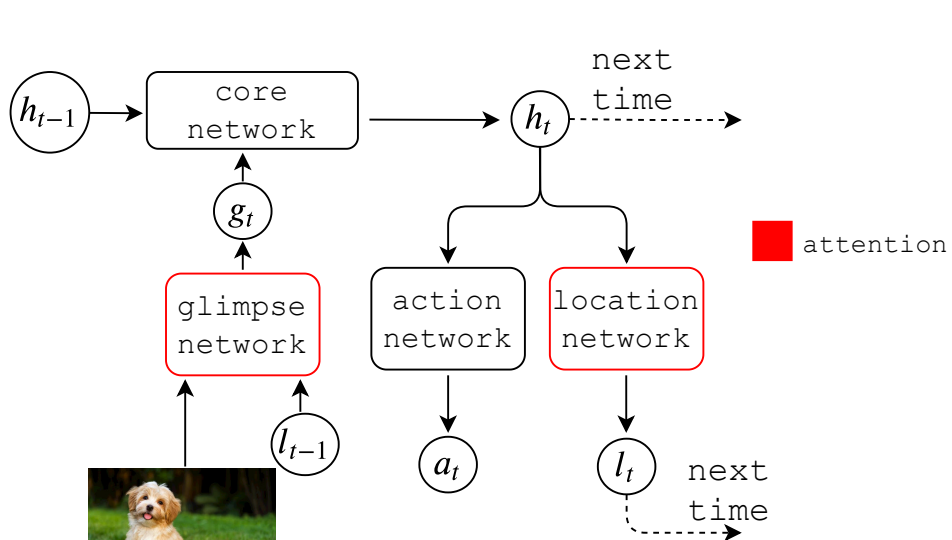 next
time
core
network
h_{t-1}
h_t
g_t
attention
glimpse
network
action
network
location
network
l_{t-1}
a_t
l_t
next
time